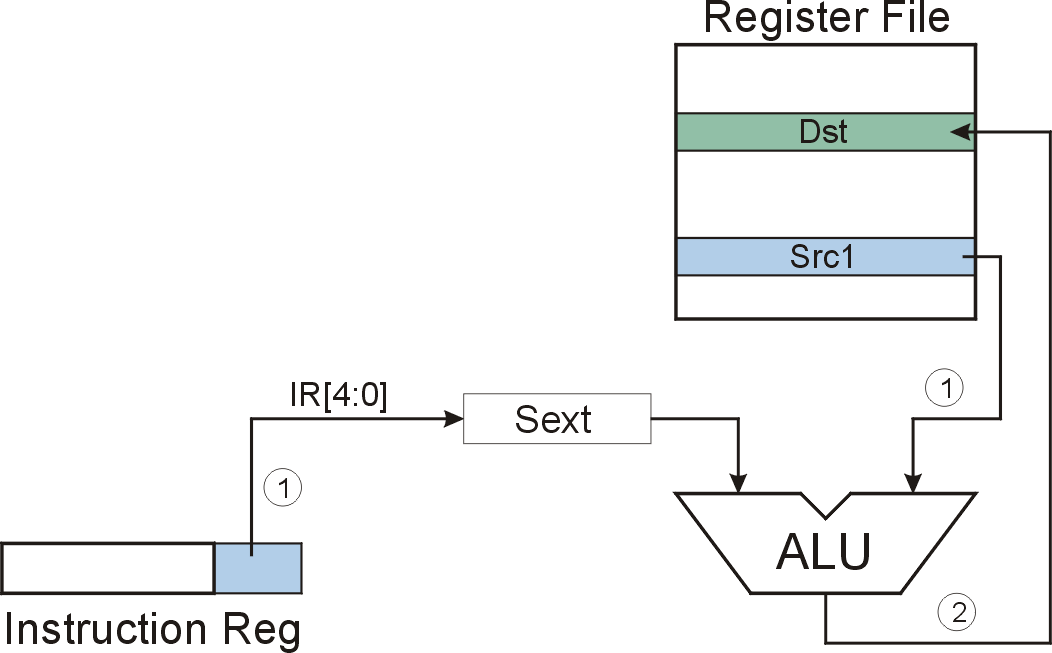 Register File
Dst
Src1
IR[4:0]
1
Sext
1
ALU
2
Instruction Reg